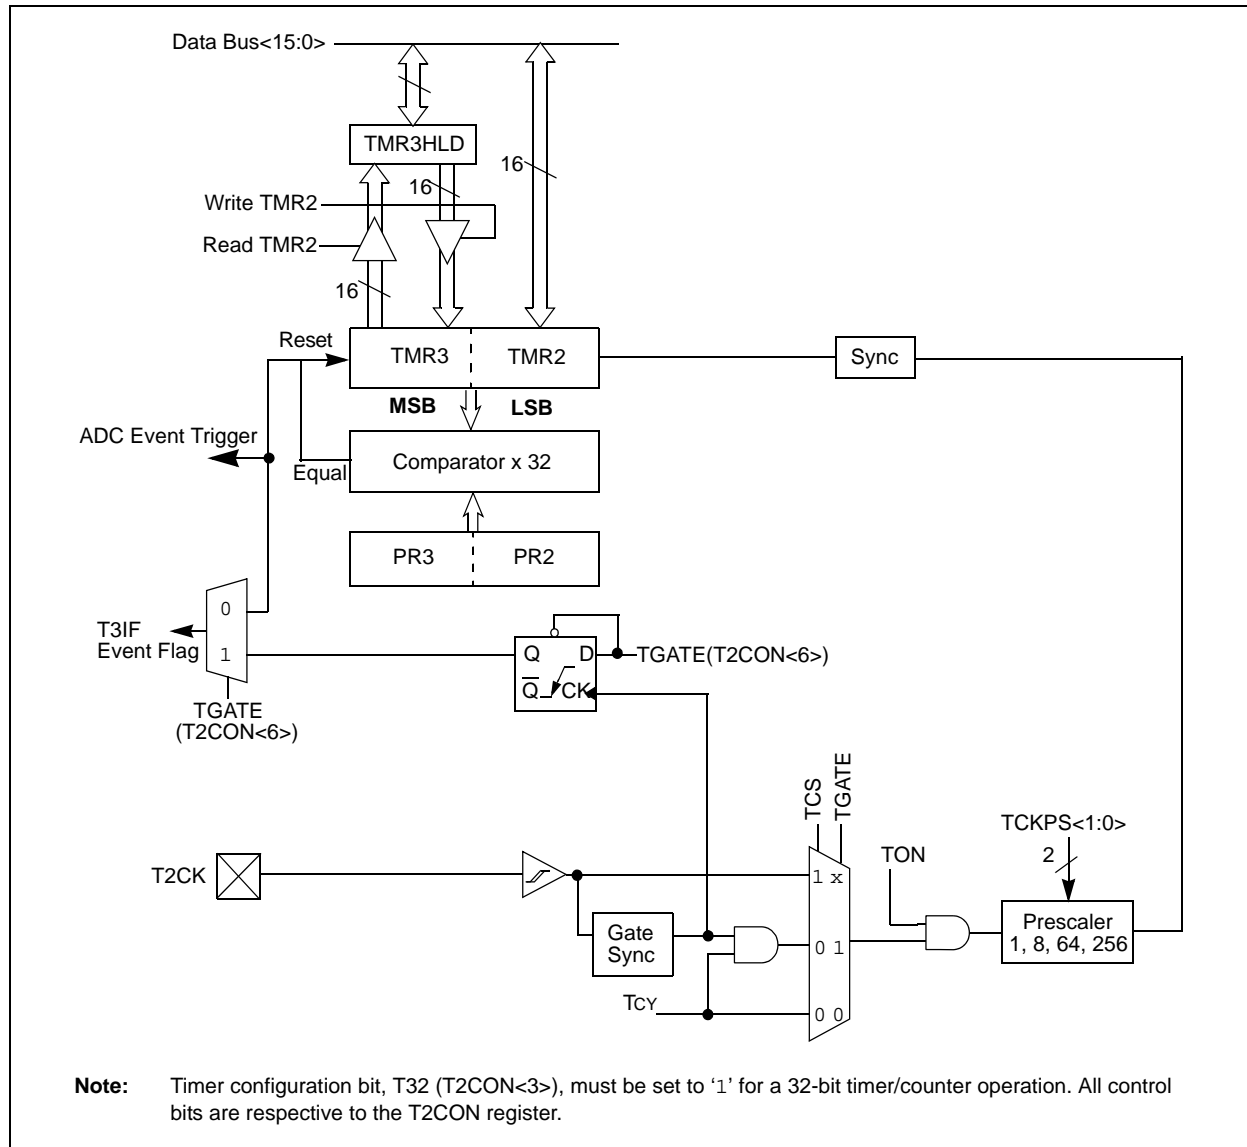 Data Bus<15:0>
TMR3HLD
16
16
Write TMR2
Read TMR2
16
Reset
TMR3
TMR2
Sync
MSB
LSB
ADC Event Trigger
Equal
Comparator x 32
PR3
PR2
0
T3IF
Event Flag
1
Q
D
TGATE(T2CON<6>)
Q
CK
TGATE
(T2CON<6>)
TCS
TGATE
TCKPS<1:0>
2
TON
T2CK
1 x
Gate
Sync
0 1
Prescaler
1, 8, 64, 256
TCY
0 0
Note: Timer configuration bit, T32 (T2CON<3>), must be set to ‘1’ for a 32-bit timer/counter operation. All control
bits are respective to the T2CON register.